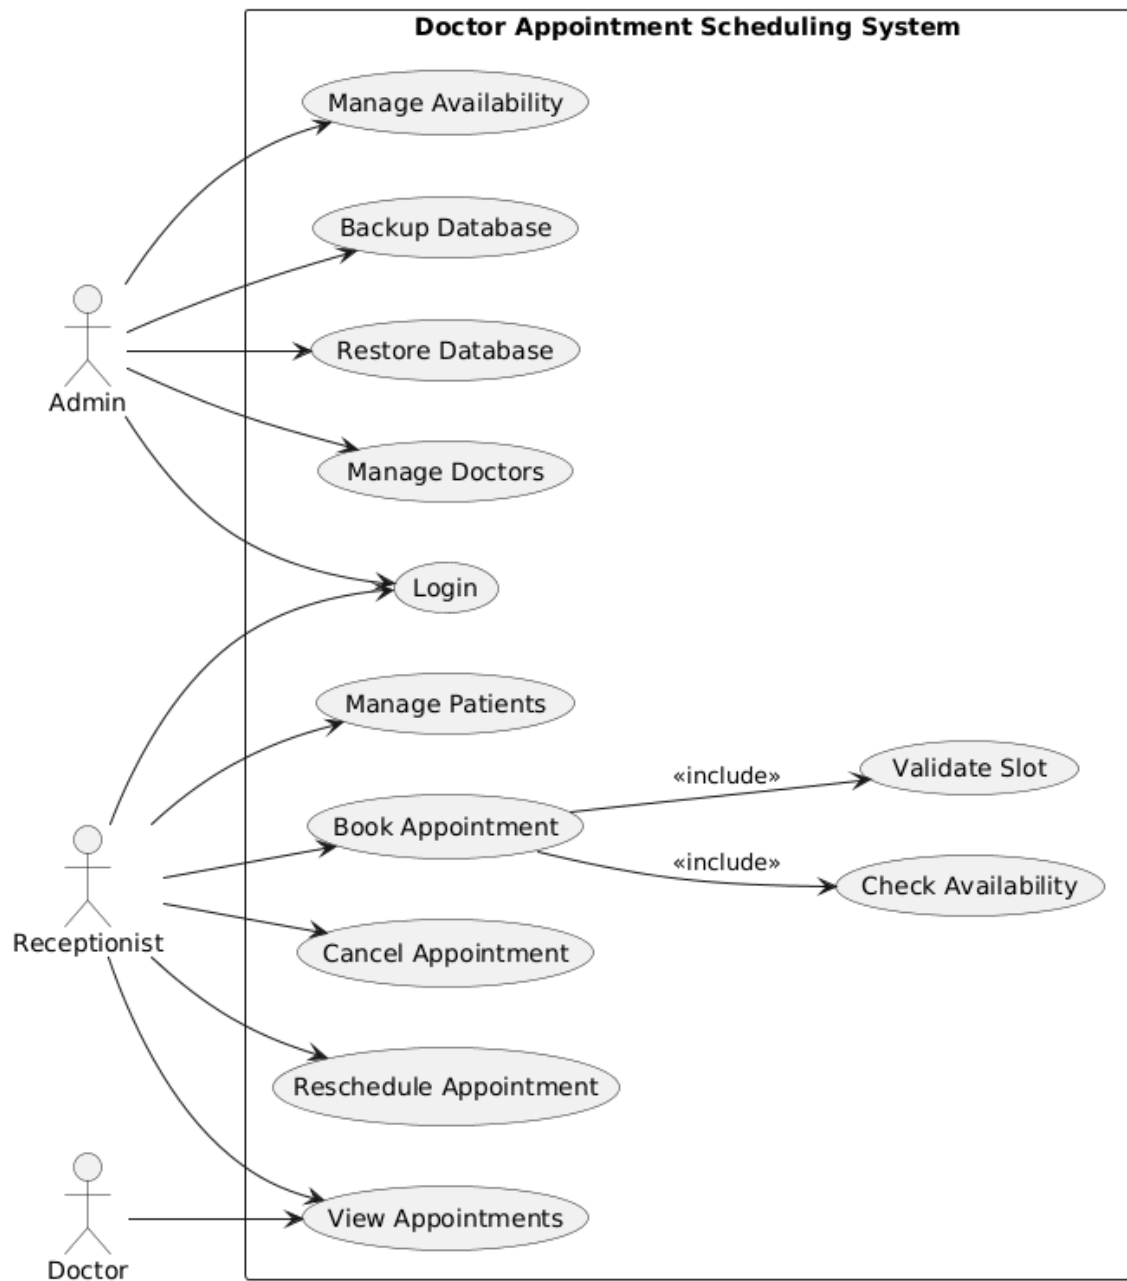 Doctor Appointment Scheduling System
Manage Availability
Backup Database
Restore Database
Admin
Manage Doctors
Login
Manage Patients
«include»
Validate Slot
Book Appointment
«include»
Check Availability
Receptionist
Cancel Appointment
Reschedule Appointment
View Appointments
Doctor